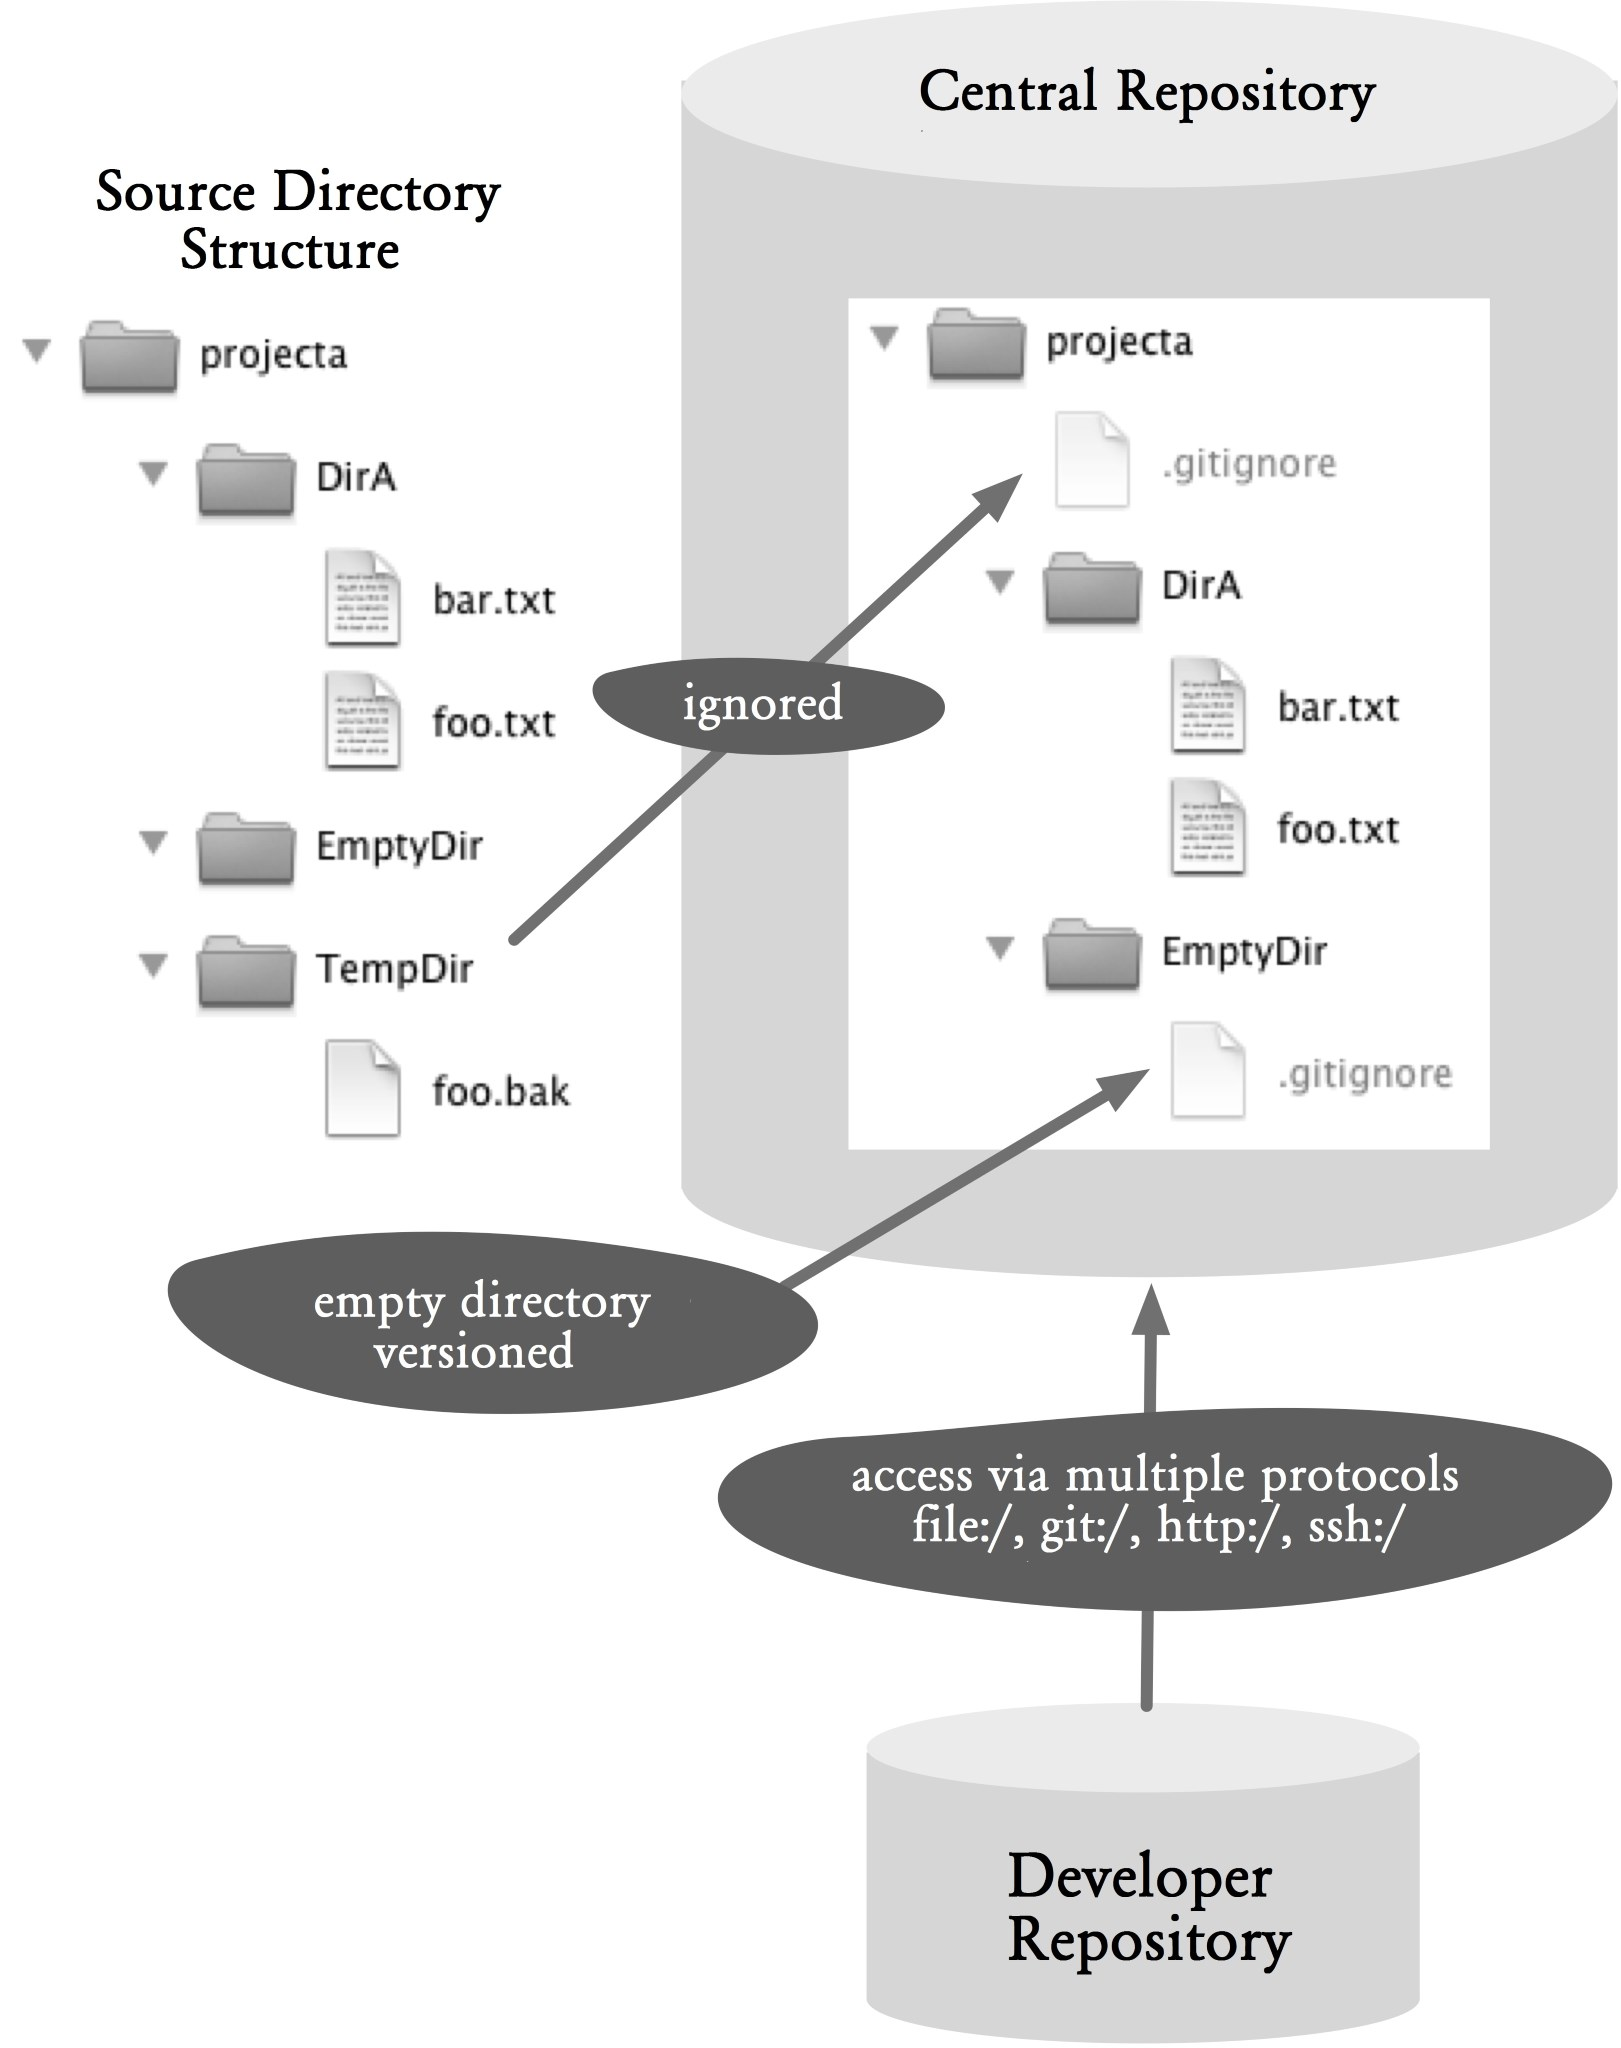 Central Repository
Source Directory
Structure
projecta
DirA
bar.txt
foo.txt
EmptyDir
TempDir
foo.bak
projecta
.gitignore
DirA
bar.txt
foo.txt
EmptyDir
.gitignore
ignored
empty directory
versioned
access via multiple protocols
file:/, git:/, http:/, ssh:/
Developer
Repository